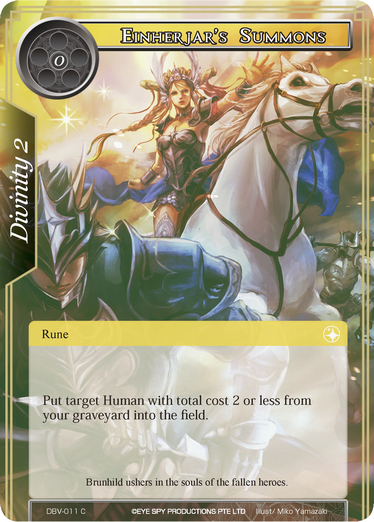 Einherjar's Summons
0
Divinity 2
Rune
Put target Human with total cost 2 or less from
your graveyard into the field.
Brunhild ushers in the souls of the fallen heroes.
DBV-011 C ©EYE SPY PRODUCTIONS PTE LTD Illust/ Miko Yamazaki